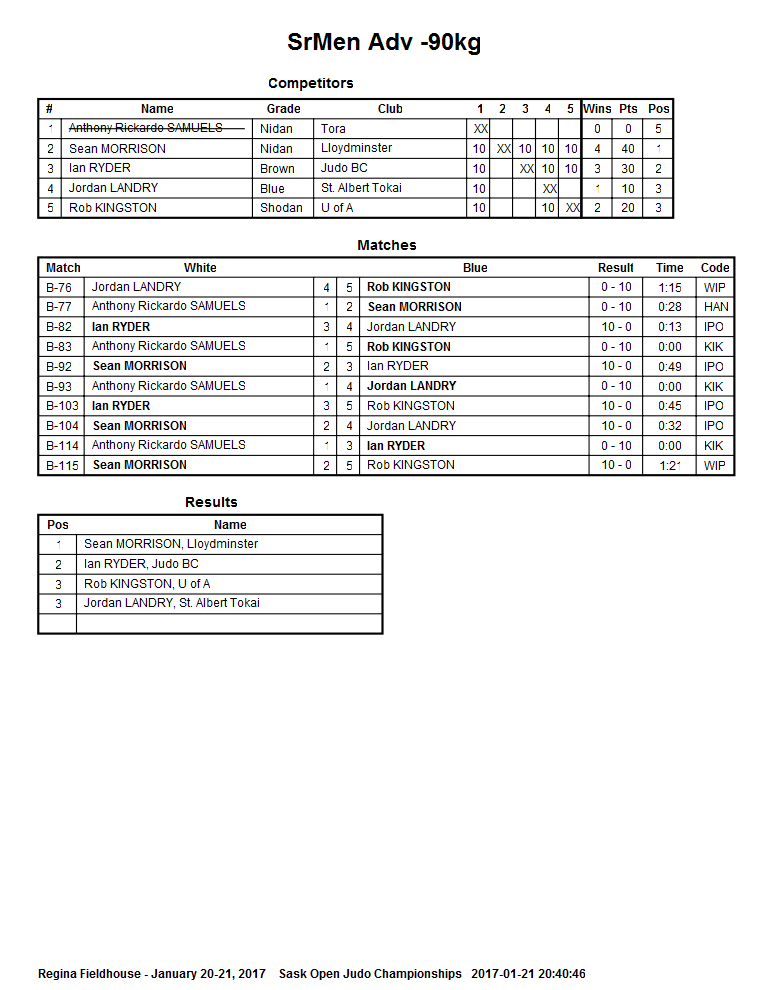 SrMen Adv -90kg
Competitors
# Name Grade Club 1 2 3 4 5 Wins Pts Pos
1 Anthony Rickardo SAMUELS Nidan Tora XX 0 0 5
2 Sean MORRISON Nidan Lloydminster 10 XX 10 10 10 4 40 1
3 Ian RYDER Brown Judo BC 10 XX 10 10 3 30 2
4 Jordan LANDRY Blue St. Albert Tokai 10 XX 1 10 3
5 Rob KINGSTON Shodan U of A 10 10 XX 2 20 3
Matches
Match White Blue Result Time Code
B-76 Jordan LANDRY 4 5 Rob KINGSTON 0 - 10 1:15 WIP
B-77 Anthony Rickardo SAMUELS 1 2 Sean MORRISON 0 - 10 0:28 HAN
B-82 Ian RYDER 3 4 Jordan LANDRY 10 - 0 0:13 IPO
B-83 Anthony Rickardo SAMUELS 1 5 Rob KINGSTON 0 - 10 0:00 KIK
B-92 Sean MORRISON 2 3 Ian RYDER 10 - 0 0:49 IPO
B-93 Anthony Rickardo SAMUELS 1 4 Jordan LANDRY 0 - 10 0:00 KIK
B-103 Ian RYDER 3 5 Rob KINGSTON 10 - 0 0:45 IPO
B-104 Sean MORRISON 2 4 Jordan LANDRY 10 - 0 0:32 IPO
B-114 Anthony Rickardo SAMUELS 1 3 Ian RYDER 0 - 10 0:00 KIK
B-115 Sean MORRISON 2 5 Rob KINGSTON 10 - 0 1:21 WIP
Results
Pos Name
1 Sean MORRISON, Lloydminster
2 Ian RYDER, Judo BC
3 Rob KINGSTON, U of A
3 Jordan LANDRY, St. Albert Tokai
Regina Fieldhouse - January 20-21, 2017 Sask Open Judo Championships 2017-01-21 20:40:46